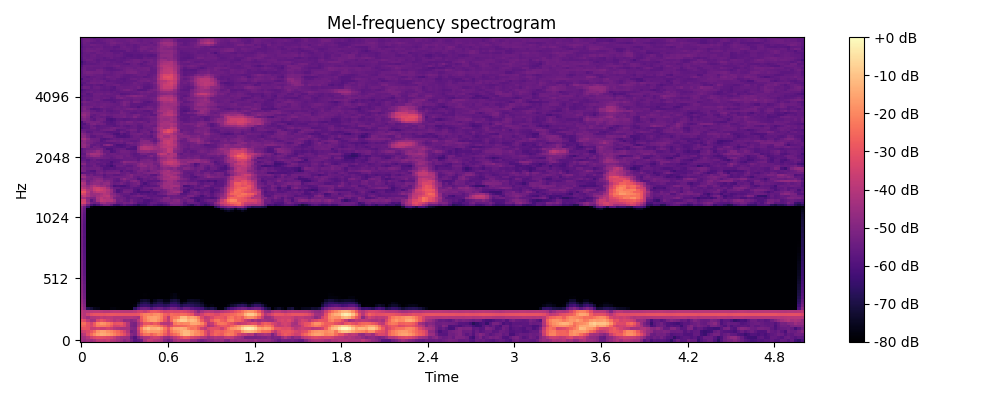 Mel-frequency spectrogram
+0 dB
-10 dB
-20 dB
-30 dB
-40 dB
-50 dB
-60 dB
-70 dB
-80 dB
Hz
4096
2048
1024
512
0
0 0.6 1.2 1.8 2.4 3 3.6 4.2 4.8
Time